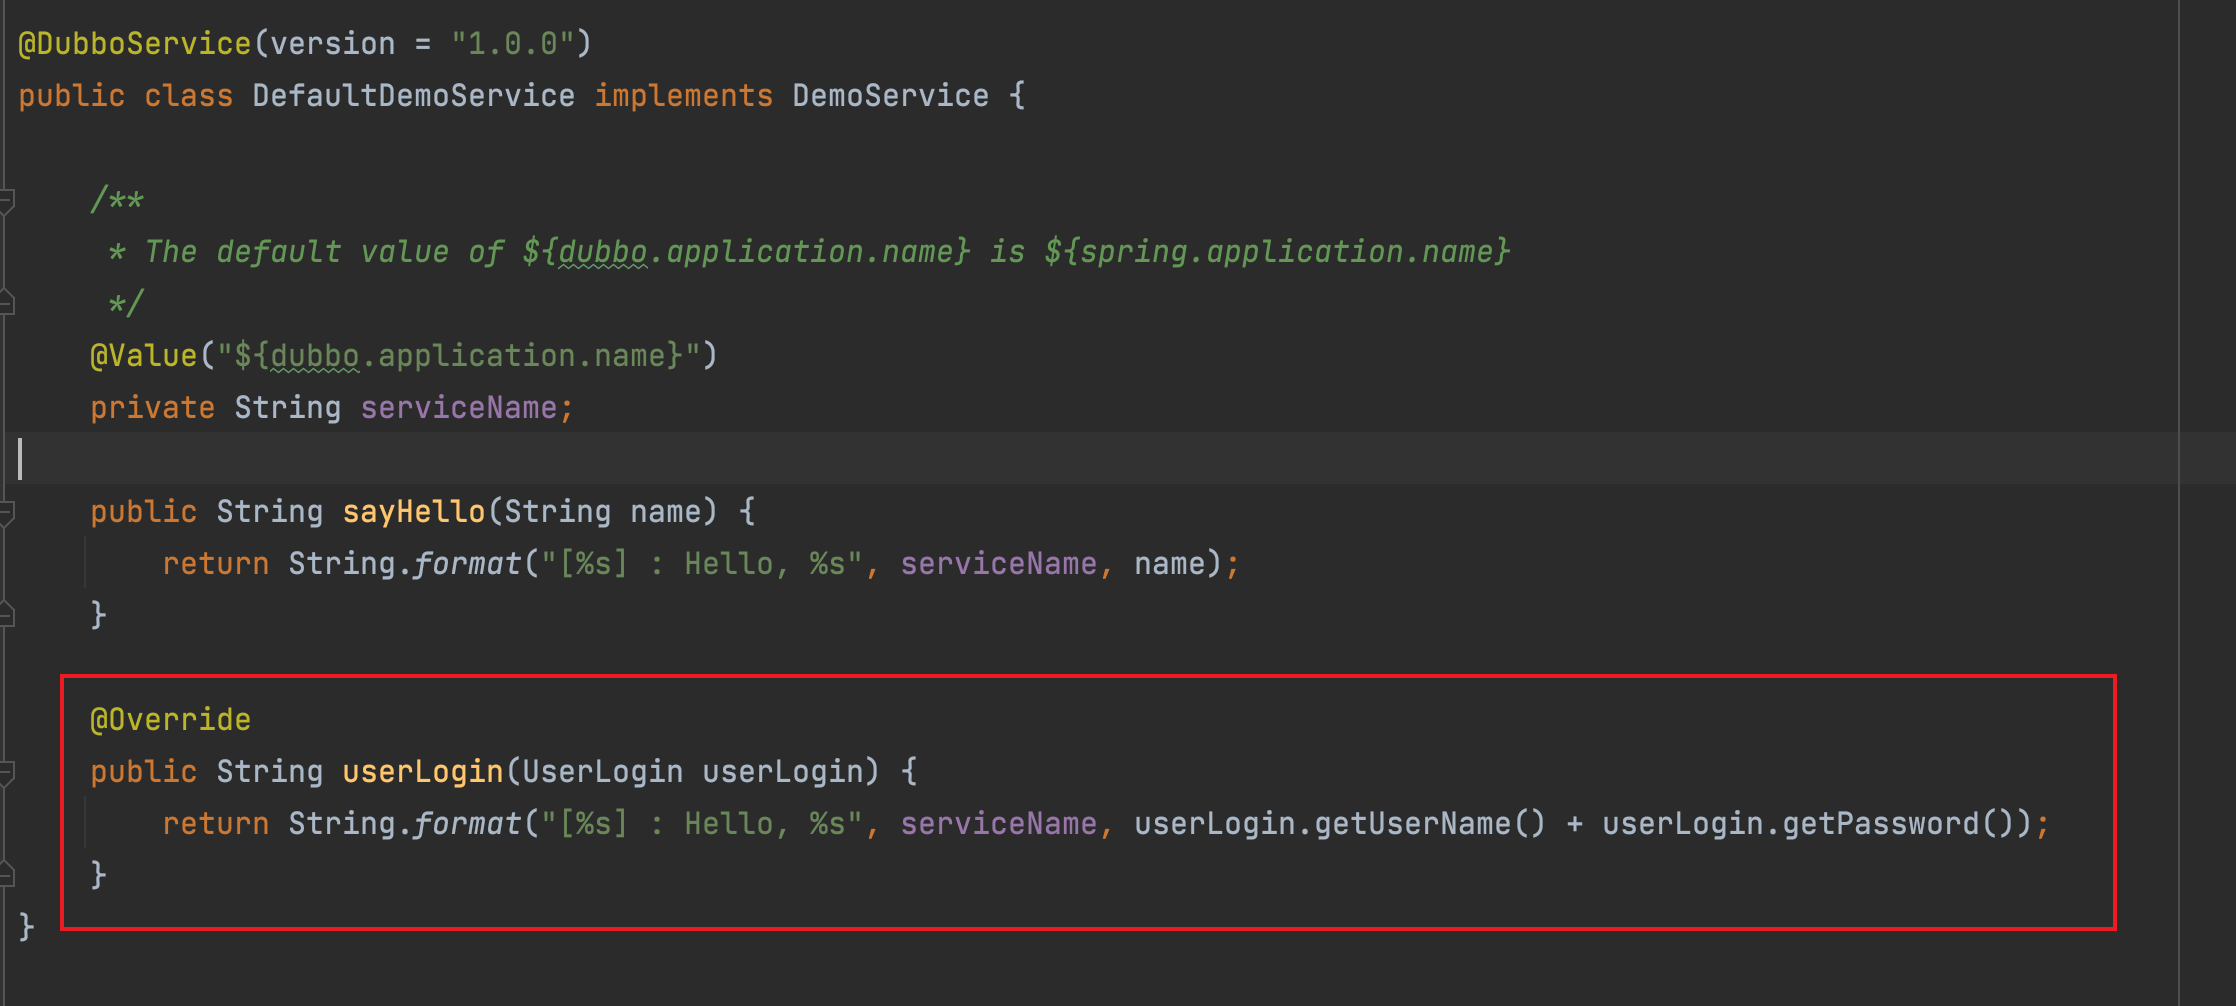 @DubboService(version = "1.0.0")
public class DefaultDemoService implements DemoService {
/**
* The default value of ${dubbo.application.name} is ${spring.application.name}
*/
@Value("${dubbo.application.name}")
private String serviceName;
public String sayHello(String name) {
return String.format("[%s] : Hello, %s", serviceName, name);
}
@Override
public String userLogin(UserLogin userLogin) {
return String.format("[%s] : Hello, %s", serviceName, userLogin.getUserName() + userLogin.getPassword());
}
}